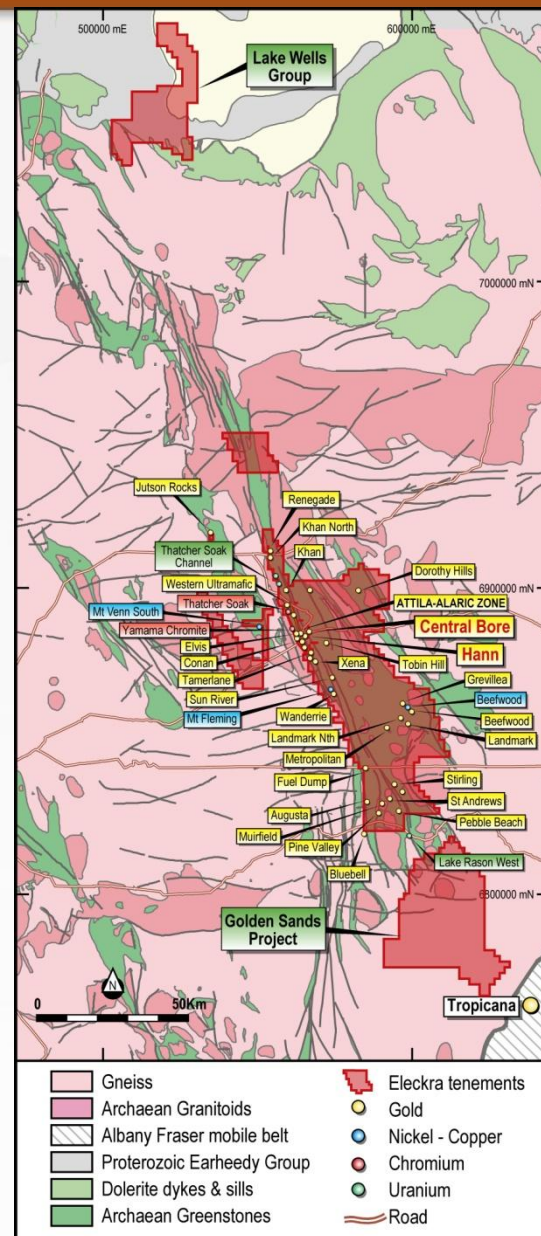 500000 mE
600000 mE
Lake Wells
Group
7000000 mN
Jutson Rocks
Renegade
Khan North
Thatcher Soak
Channel
Khan
Western Ultramafic
Dorothy Hills
6900000 mN
Mt Venn South
Thatcher Soak
ATTILA-ALARIC ZONE
Yamama Chromite
Central Bore
Elvis
Hann
Conan
Xena
Tobin Hill
Tamerlane
Grevillea
Sun River
Beefwood
Mt Fleming
Wanderrie
Beefwood
Landmark Nth
Landmark
Metropolitan
Fuel Dump
Stirling
Augusta
St Andrews
Muirfield
Pebble Beach
Pine Valley
Lake Rason West
Bluebell
6800000 mN
Golden Sands
Project
N
0 50Km
Tropicana
Gneiss
Archaean Granitoids
Albany Fraser mobile belt
Proterozoic Earheedy Group
Dolerite dykes & sills
Archaean Greenstones
Eleckra tenements
Gold
Nickel - Copper
Chromium
Uranium
Road